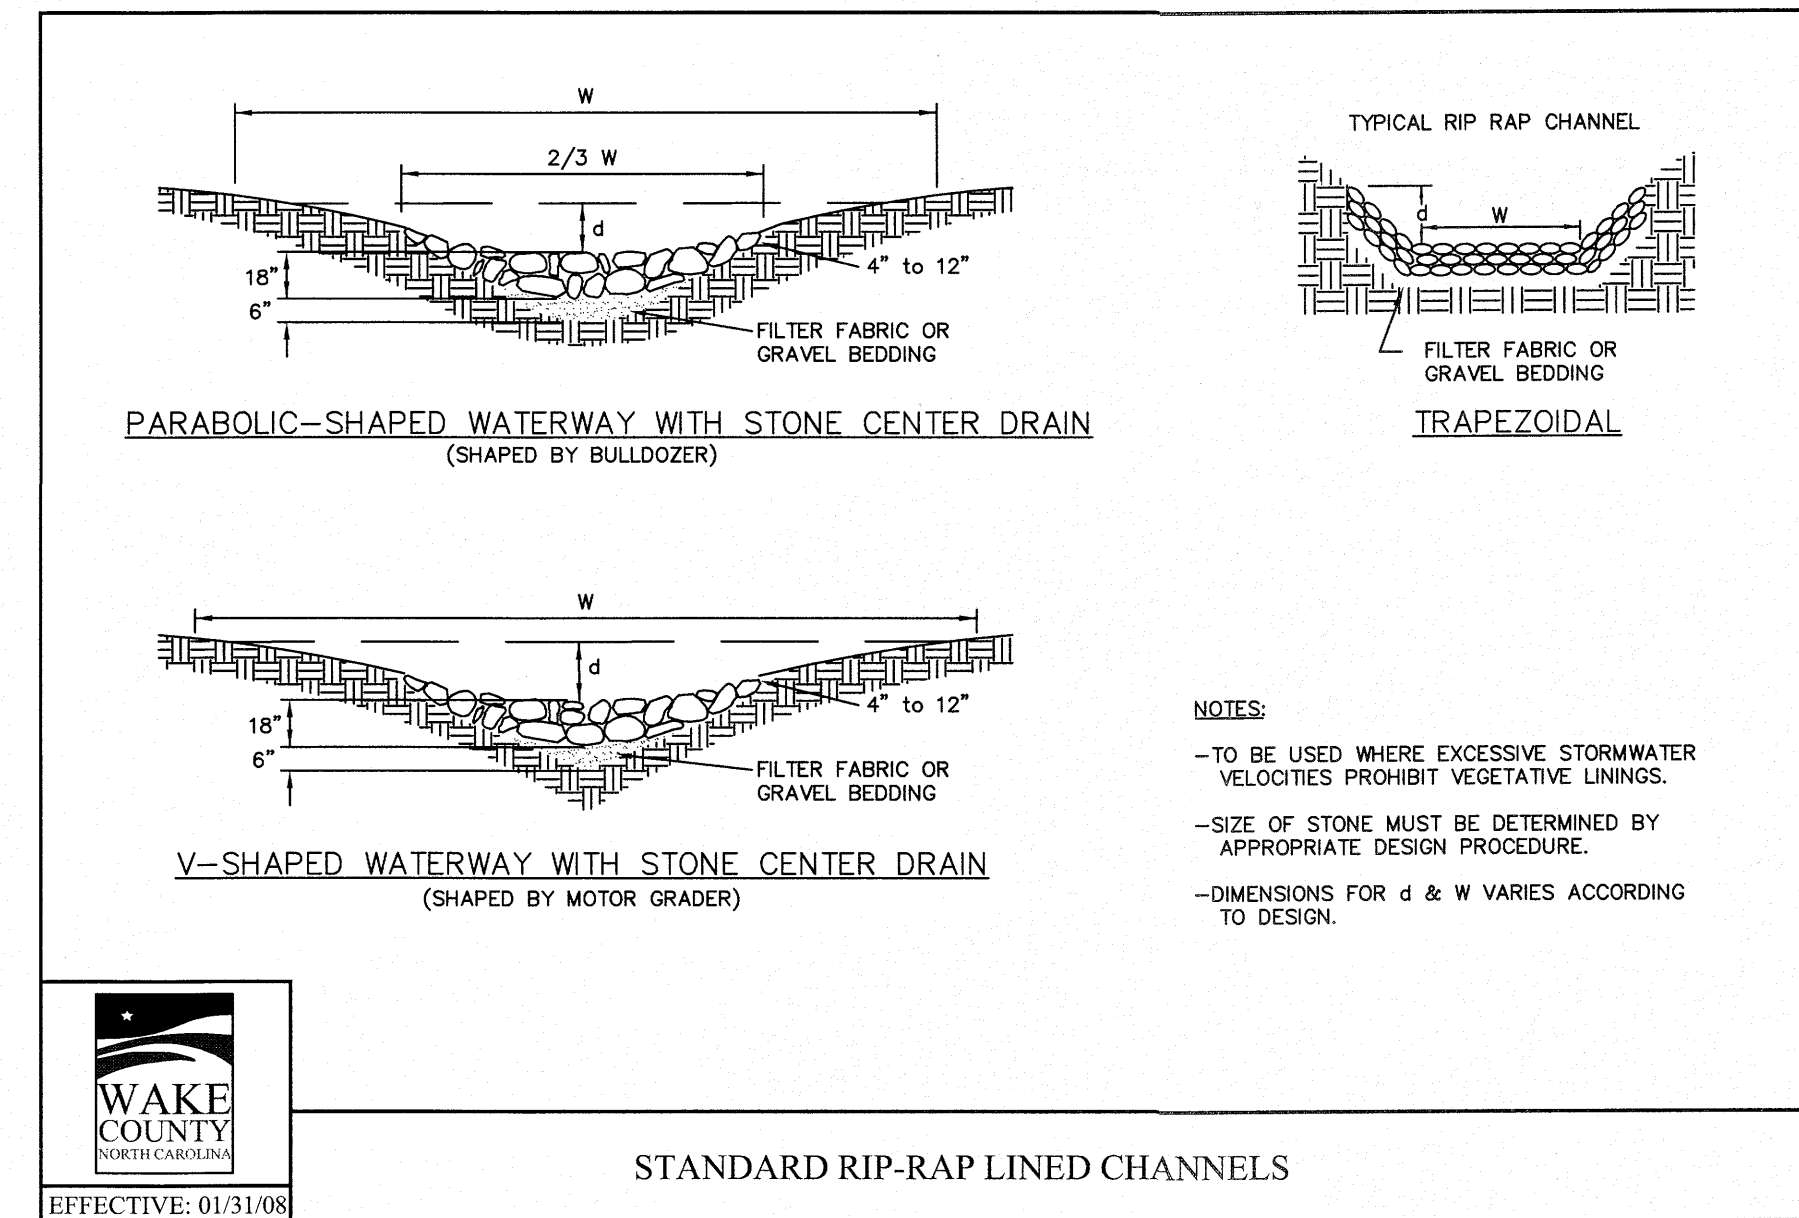 W
2/3 W
d
18”
6”
4” to 12”
FILTER FABRIC OR
GRAVEL BEDDING
PARABOLIC-SHAPED WATERWAY WITH STONE CENTER DRAIN
(SHAPED BY BULLDOZER)
TYPICAL RIP RAP CHANNEL
d
W
FILTER FABRIC OR
GRAVEL BEDDING
TRAPEZOIDAL
W
d
18”
6”
4” to 12”
FILTER FABRIC OR
GRAVEL BEDDING
V-SHAPED WATERWAY WITH STONE CENTER DRAIN
(SHAPED BY MOTOR GRADER)
NOTES:
-TO BE USED WHERE EXCESSIVE STORMWATER
VELOCITIES PROHIBIT VEGETATIVE LININGS.
-SIZE OF STONE MUST BE DETERMINED BY
APPROPRIATE DESIGN PROCEDURE.
-DIMENSIONS FOR d & W VARIES ACCORDING
TO DESIGN.
WAKE
COUNTY
NORTH CAROLINA
EFFECTIVE: 01/31/08
STANDARD RIP-RAP LINED CHANNELS